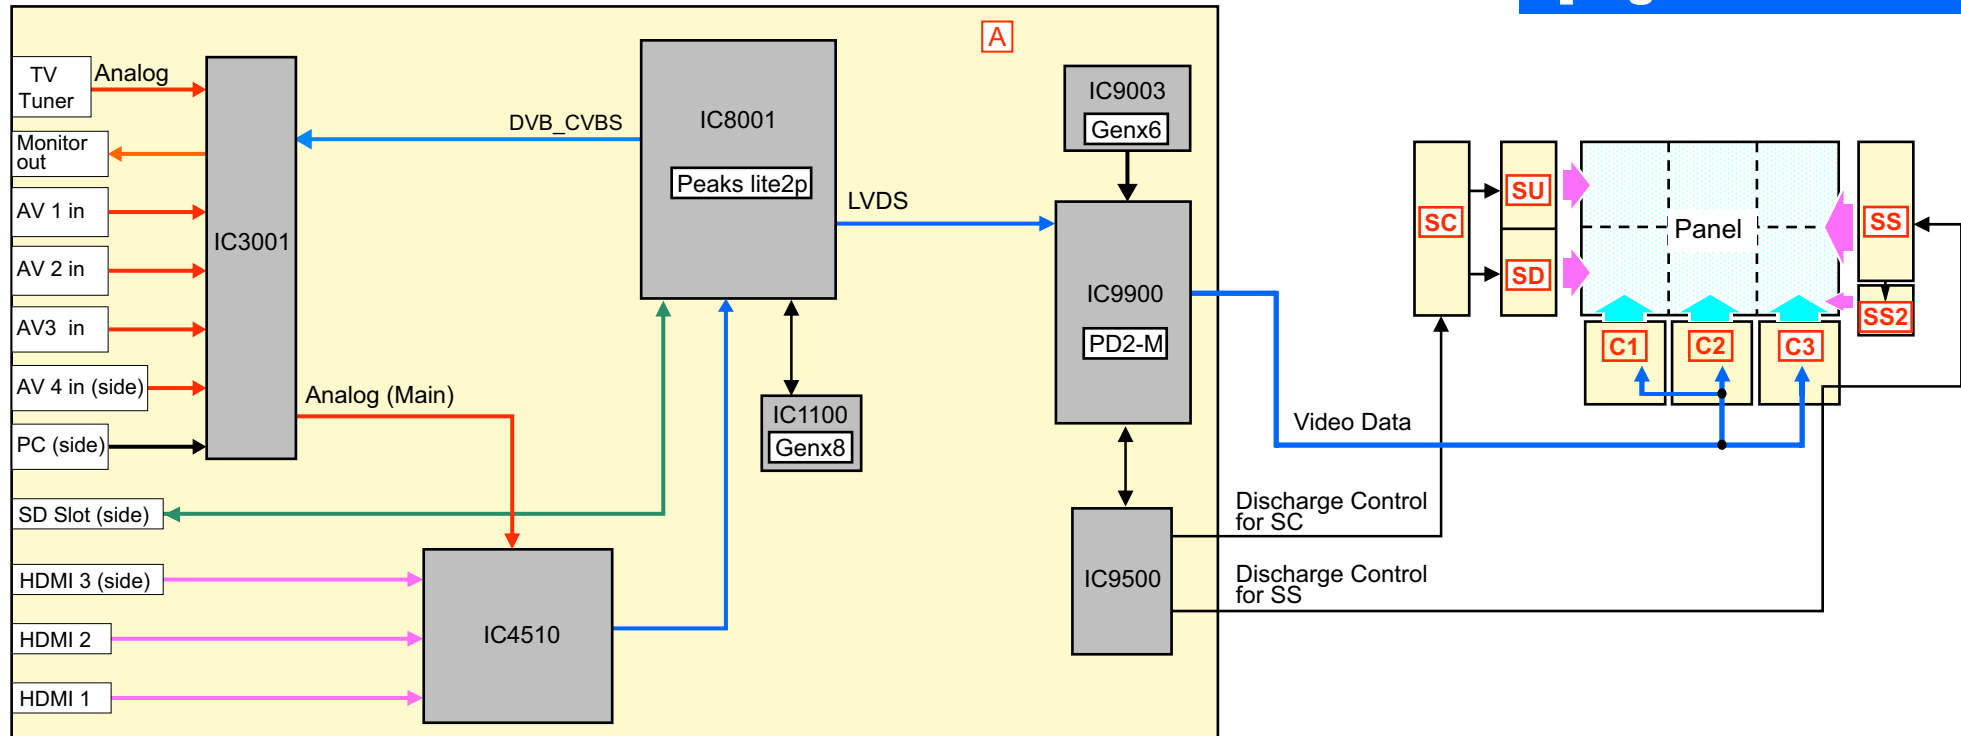 A
TV
Tuner
Analog
Monitor
out
AV 1 in
AV 2 in
AV3 in
AV 4 in (side)
PC (side)
SD Slot (side)
HDMI 3 (side)
HDMI 2
HDMI 1
IC3001
DVB_CVBS
Analog (Main)
IC4510
IC8001
Peaks lite2p
LVDS
IC1100
Genx8
IC9003
Genx6
IC9900
PD2-M
IC9500
Video Data
Discharge Control
for SC
Discharge Control
for SS
SC
SU
SD
Panel
SS
SS2
C1
C2
C3